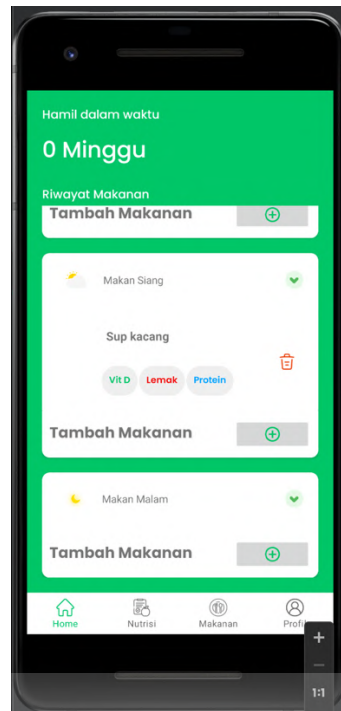 Hamil dalam waktu
0 Minggu
Riwayat Makanan
Tambah Makanan
Makan Siang
Sup kacang
Vit D Lemak Protein
Tambah Makanan
Makan Malam
Tambah Makanan
Home Nutrisi Makanan Profil
1:1